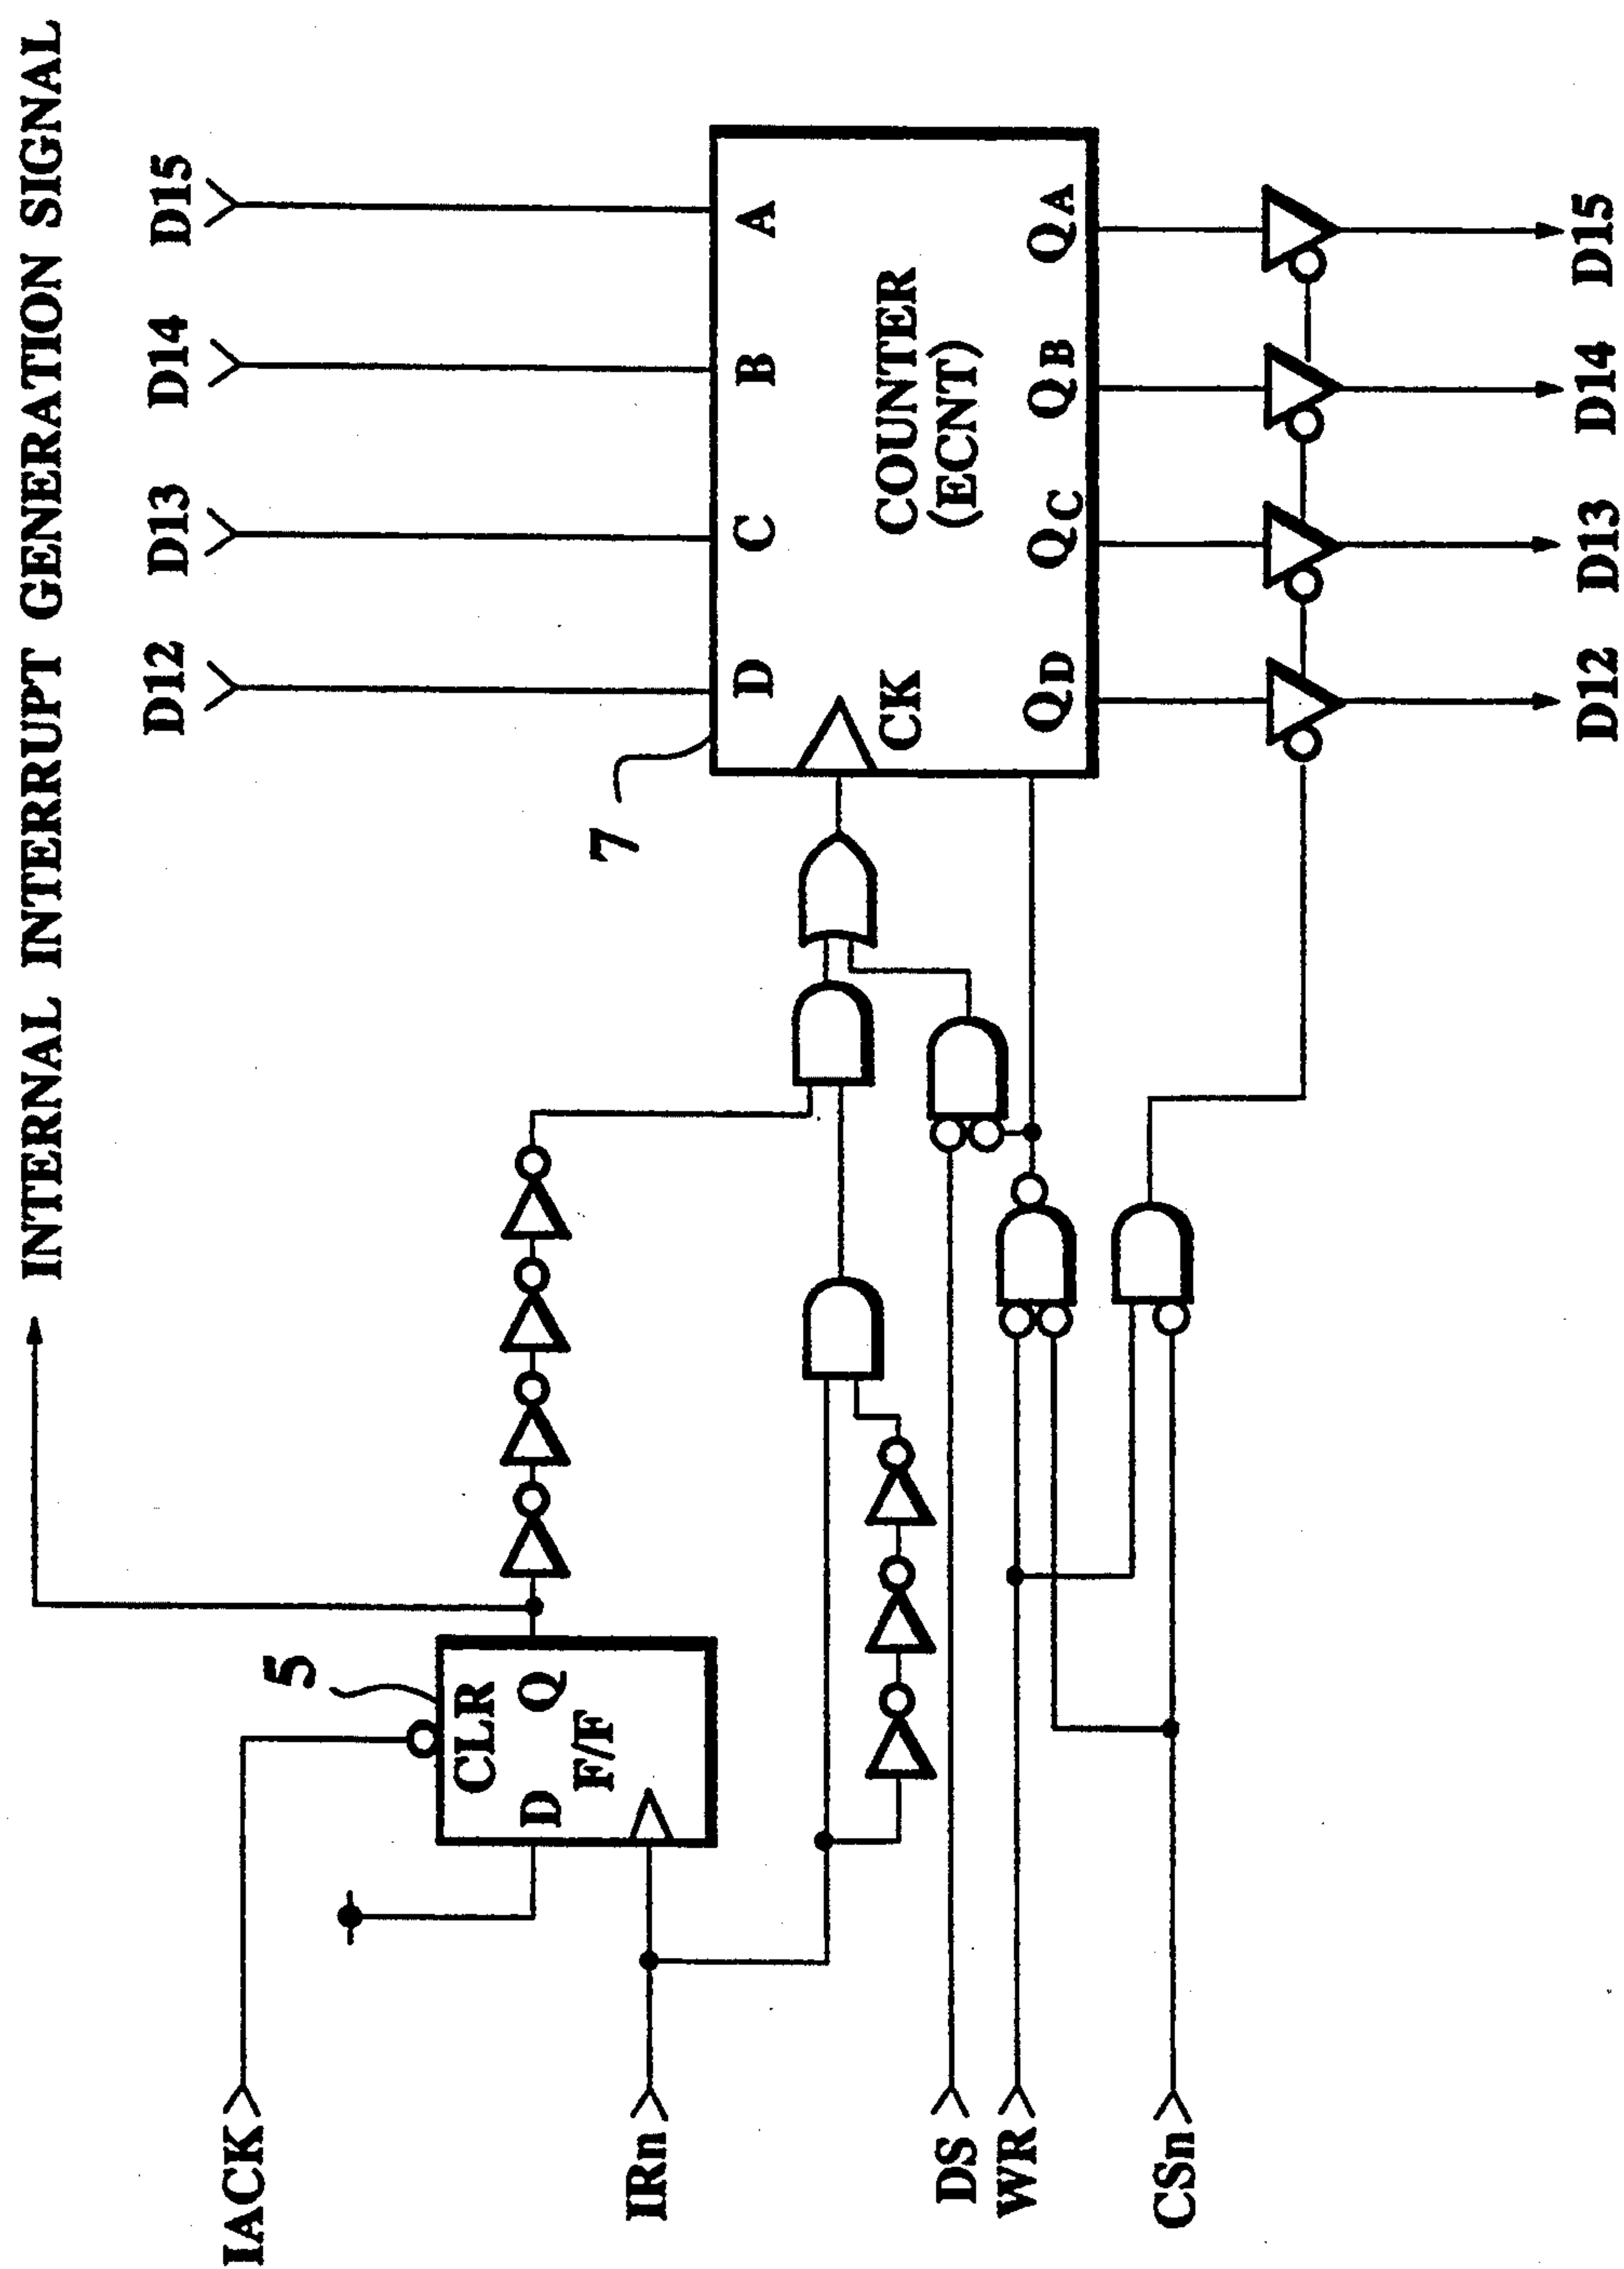 INTERNAL INTERRUPT GENERATION SIGNAL
D12
D13
D14
D15
IACK
5
CLR
D
Q
F/F
IRn
7
D
C
B
A
CK
COUNTER
(ECNT)
QD
QC
QB
QA
DS
WR
CSn
D12
D13
D14
D15